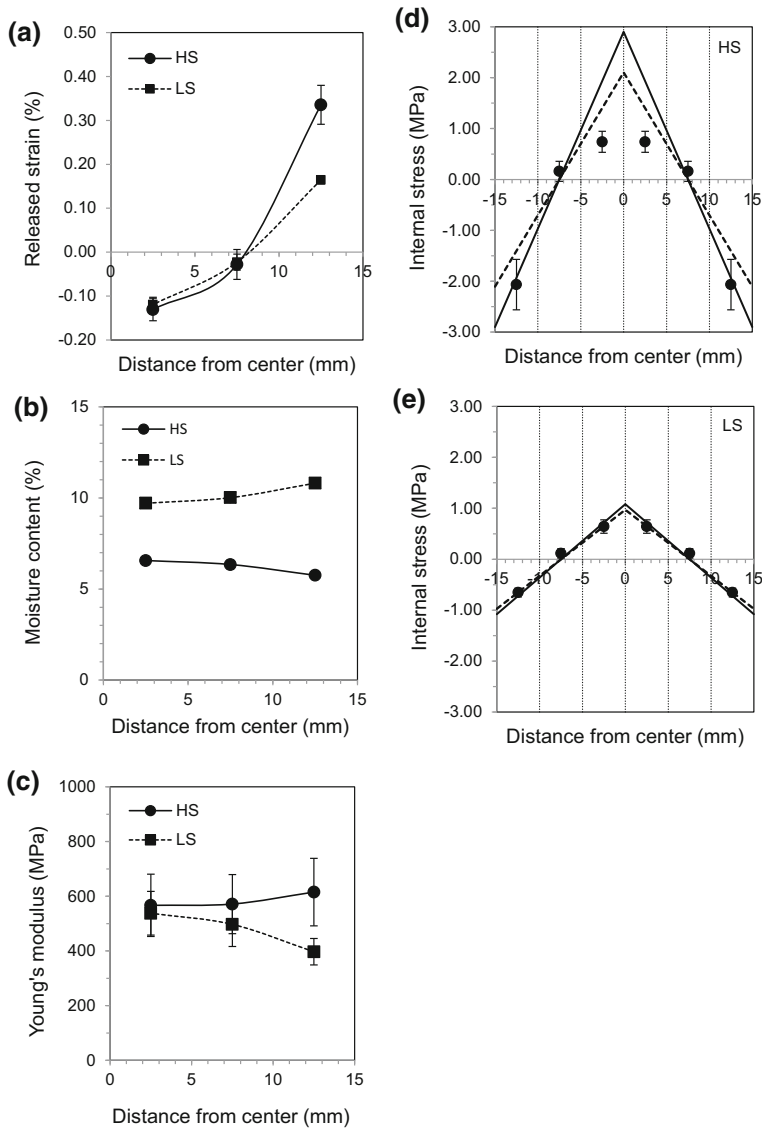 (a)
0.50
0.40
0.30
0.20
0.10
0.00
-0.10
-0.20
0 5 10 15
HS
LS
Released strain (%)
Distance from center (mm)
(b)
15
10
5
0
0 5 10 15
HS
LS
Moisture content (%)
Distance from center (mm)
(c)
1000
800
600
400
200
0
0 5 10 15
HS
LS
Young's modulus (MPa)
Distance from center (mm)
(d)
3.00
2.00
1.00
0.00
-1.00
-2.00
-3.00
-15 -10 -5 0 5 10 15
HS
Internal stress (MPa)
Distance from center (mm)
(e)
3.00
2.00
1.00
0.00
-1.00
-2.00
-3.00
-15 -10 -5 0 5 10 15
LS
Internal stress (MPa)
Distance from center (mm)